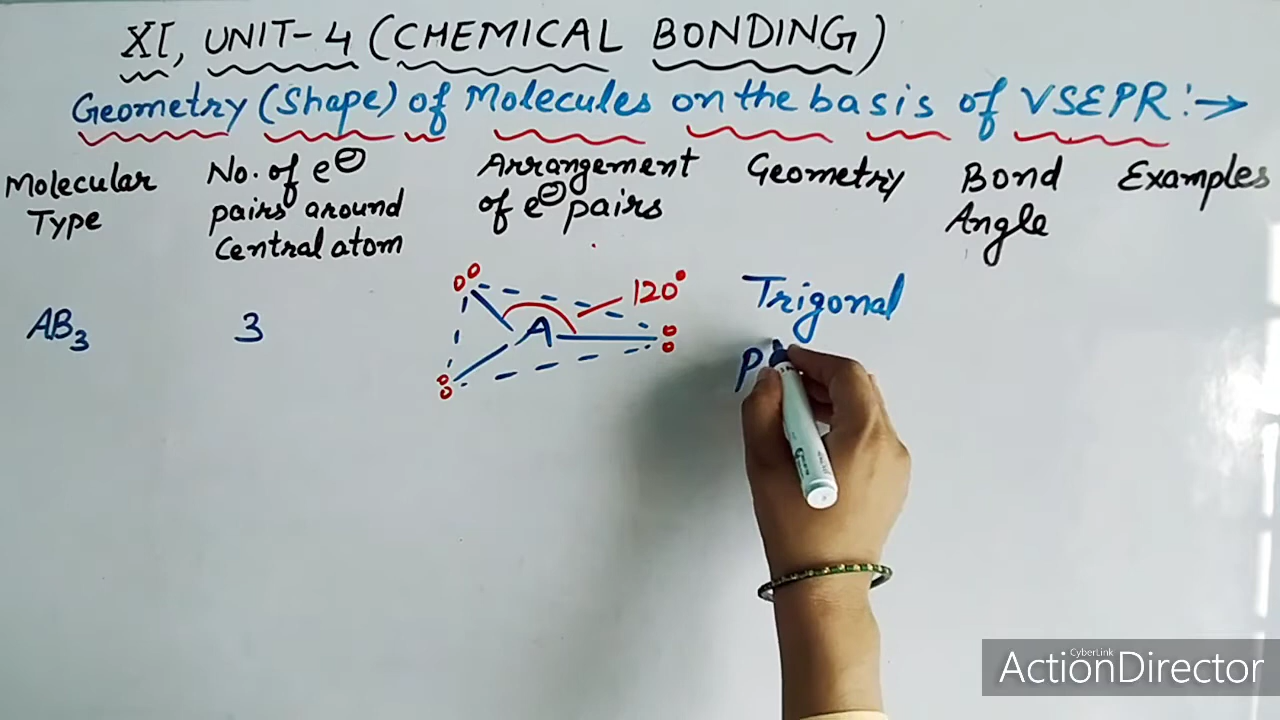 XI, UNIT-4 (CHEMICAL BONDING)
Geometry (Shape) of Molecules on the basis of VSEPR:→
Molecular Type
No. of e⊖ pairs around Central atom
Arrangement of e⊖ pairs
Geometry
Bond Angle
Examples
AB₃
3
A
120°
Trigonal
P
CyberLink
ActionDirector